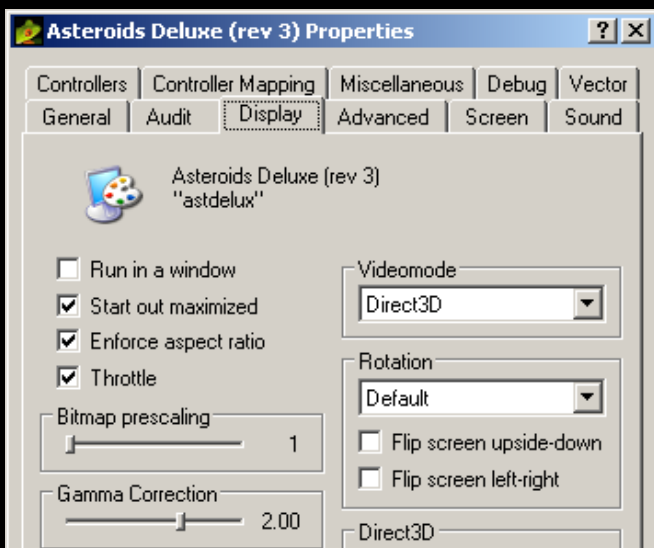 Asteroids Deluxe (rev 3) Properties
Controllers Controller Mapping Miscellaneous Debug Vector
General Audit Display Advanced Screen Sound
Asteroids Deluxe (rev 3)
"astdelux"
Run in a window
Start out maximized
Enforce aspect ratio
Throttle
Bitmap prescaling
1
Gamma Correction
2.00
Videomode
Direct3D
Rotation
Default
Flip screen upside-down
Flip screen left-right
Direct3D